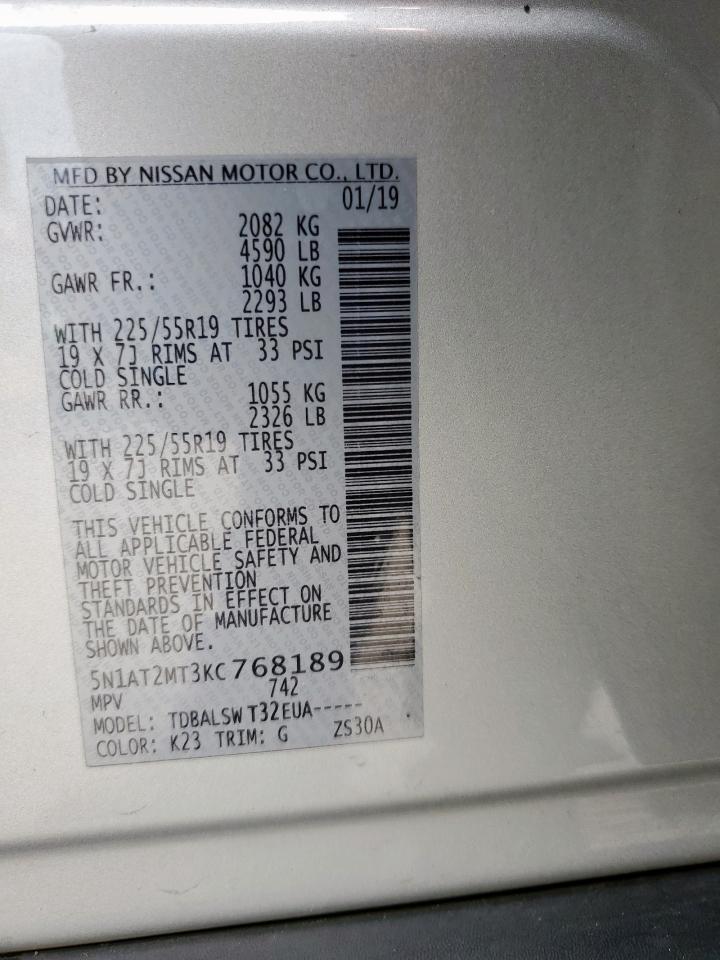 MFD BY NISSAN MOTOR CO., LTD.
DATE: 01/19
GVWR: 2082 KG
4590 LB
GAWR FR.: 1040 KG
2293 LB
WITH 225/55R19 TIRES
19 X 7J RIMS AT 33 PSI
COLD SINGLE
GAWR RR.: 1055 KG
2326 LB
WITH 225/55R19 TIRES
19 X 7J RIMS AT 33 PSI
COLD SINGLE
THIS VEHICLE CONFORMS TO
ALL APPLICABLE FEDERAL
MOTOR VEHICLE SAFETY AND
THEFT PREVENTION
STANDARDS IN EFFECT ON
THE DATE OF MANUFACTURE
SHOWN ABOVE.
5N1AT2MT3KC768189
MPV 742
MODEL: TDBALSW T32EUA-----
COLOR: K23 TRIM: G ZS30A